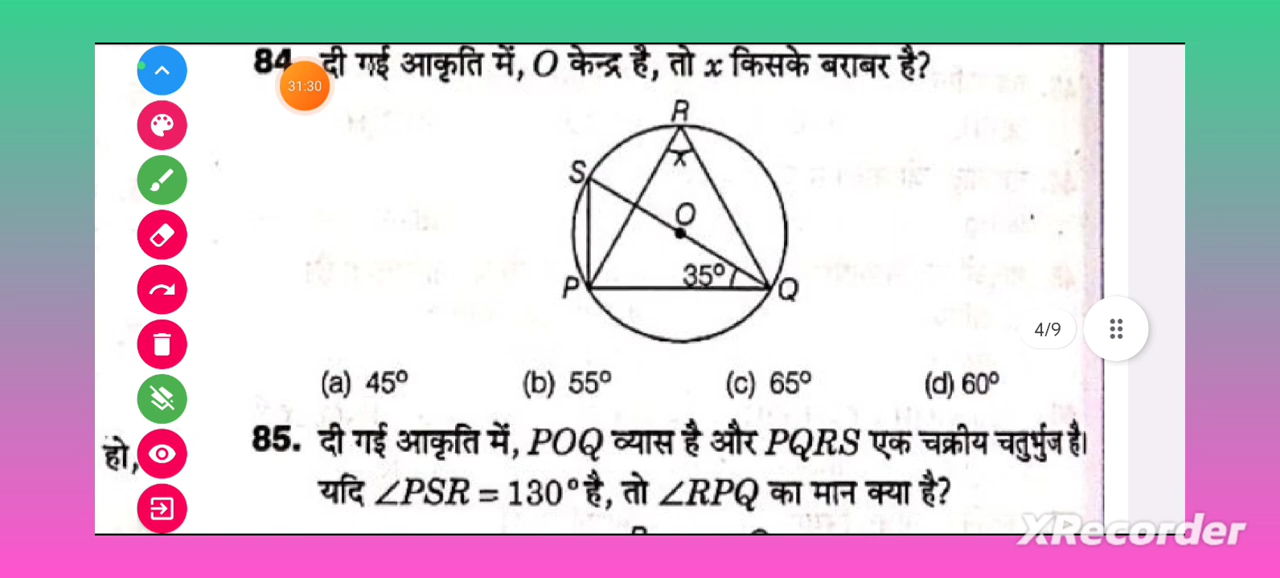 84. दी गई आकृति में, O केन्द्र है, तो x किसके बराबर है?
31:30
R
S
x
O
35°
P
Q
4/9
(a) 45° (b) 55° (c) 65° (d) 60°
85. दी गई आकृति में, POQ व्यास है और PQRS एक चक्रीय चतुर्भुज है।
हो,
यदि ∠PSR = 130° है, तो ∠RPQ का मान क्या है?
XRecorder